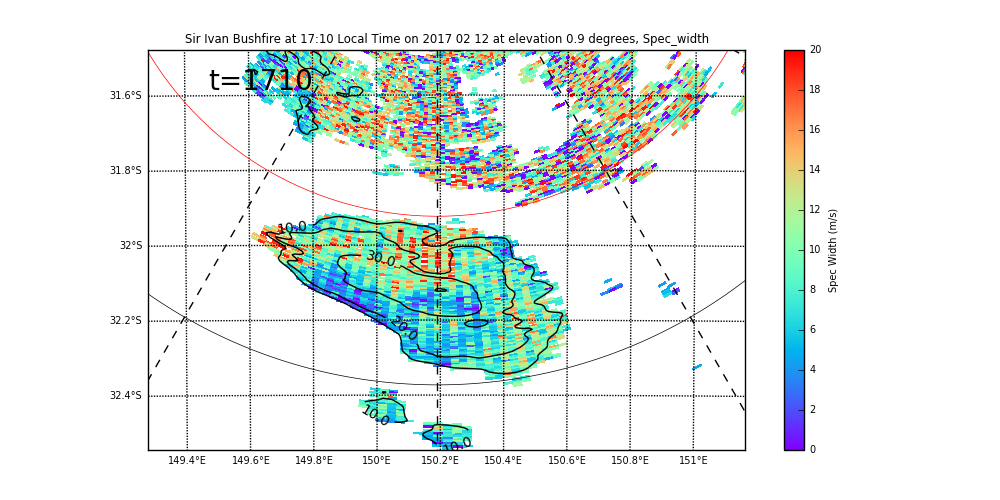 Sir Ivan Bushfire at 17:10 Local Time on 2017 02 12 at elevation 0.9 degrees, Spec_width
t=1710
31.6°S
31.8°S
32°S
32.2°S
32.4°S
10.0
30.0
20.0
10.0
10.0
149.4°E 149.6°E 149.8°E 150°E 150.2°E 150.4°E 150.6°E 150.8°E 151°E
20
18
16
14
12
10
8
6
4
2
0
Spec Width (m/s)